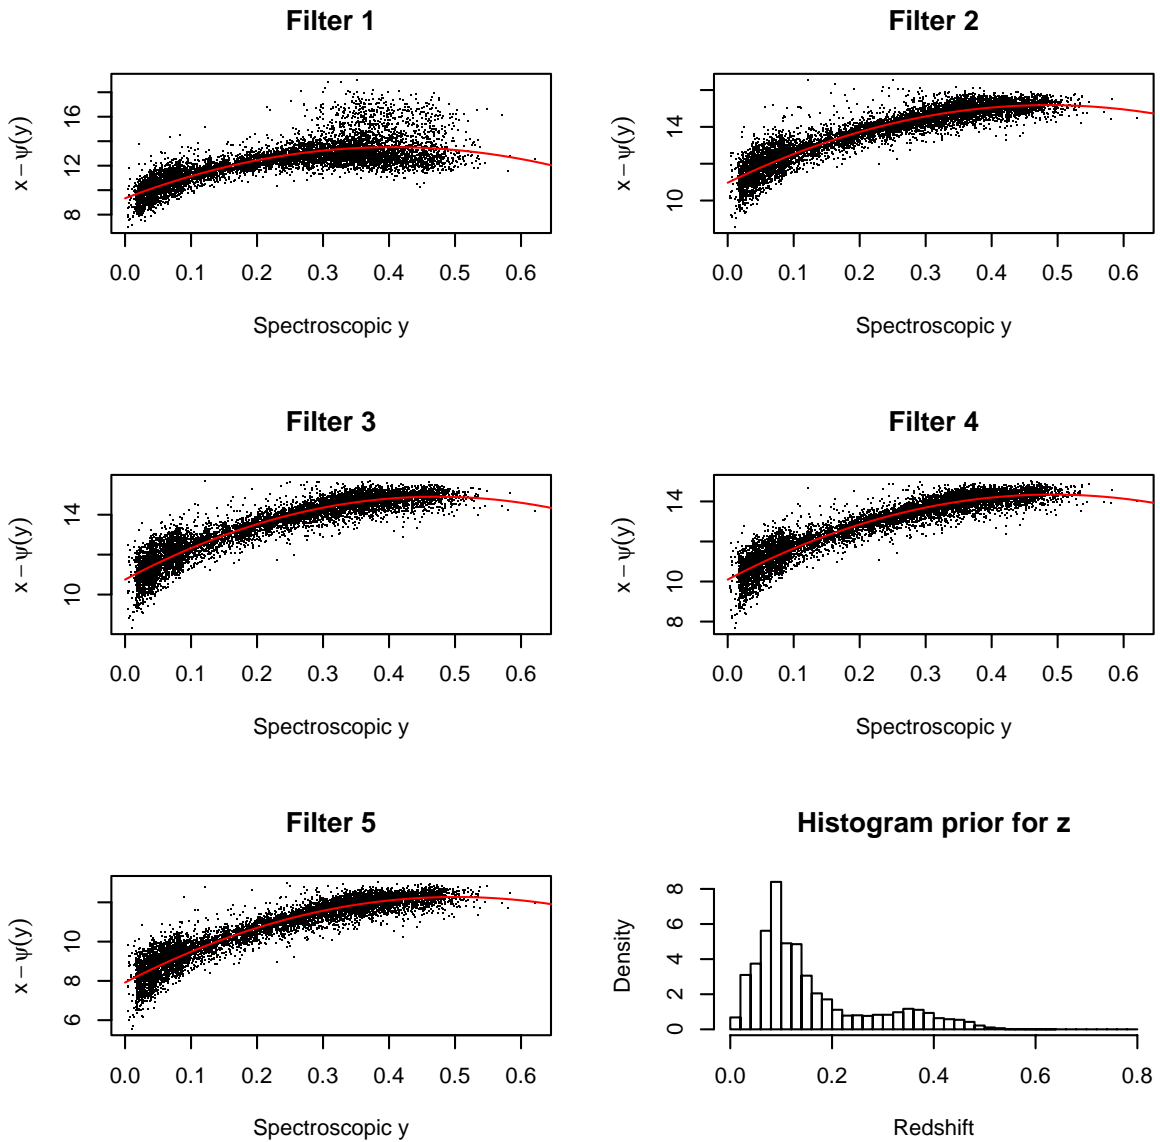 Filter 1
x − ψ(y)
8 12 16
0.0 0.1 0.2 0.3 0.4 0.5 0.6
Spectroscopic y
Filter 2
x − ψ(y)
10 14
0.0 0.1 0.2 0.3 0.4 0.5 0.6
Spectroscopic y
Filter 3
x − ψ(y)
10 14
0.0 0.1 0.2 0.3 0.4 0.5 0.6
Spectroscopic y
Filter 4
x − ψ(y)
8 10 14
0.0 0.1 0.2 0.3 0.4 0.5 0.6
Spectroscopic y
Filter 5
x − ψ(y)
6 8 10
0.0 0.1 0.2 0.3 0.4 0.5 0.6
Spectroscopic y
Histogram prior for z
Density
0 2 4 6 8
0.0 0.2 0.4 0.6 0.8
Redshift